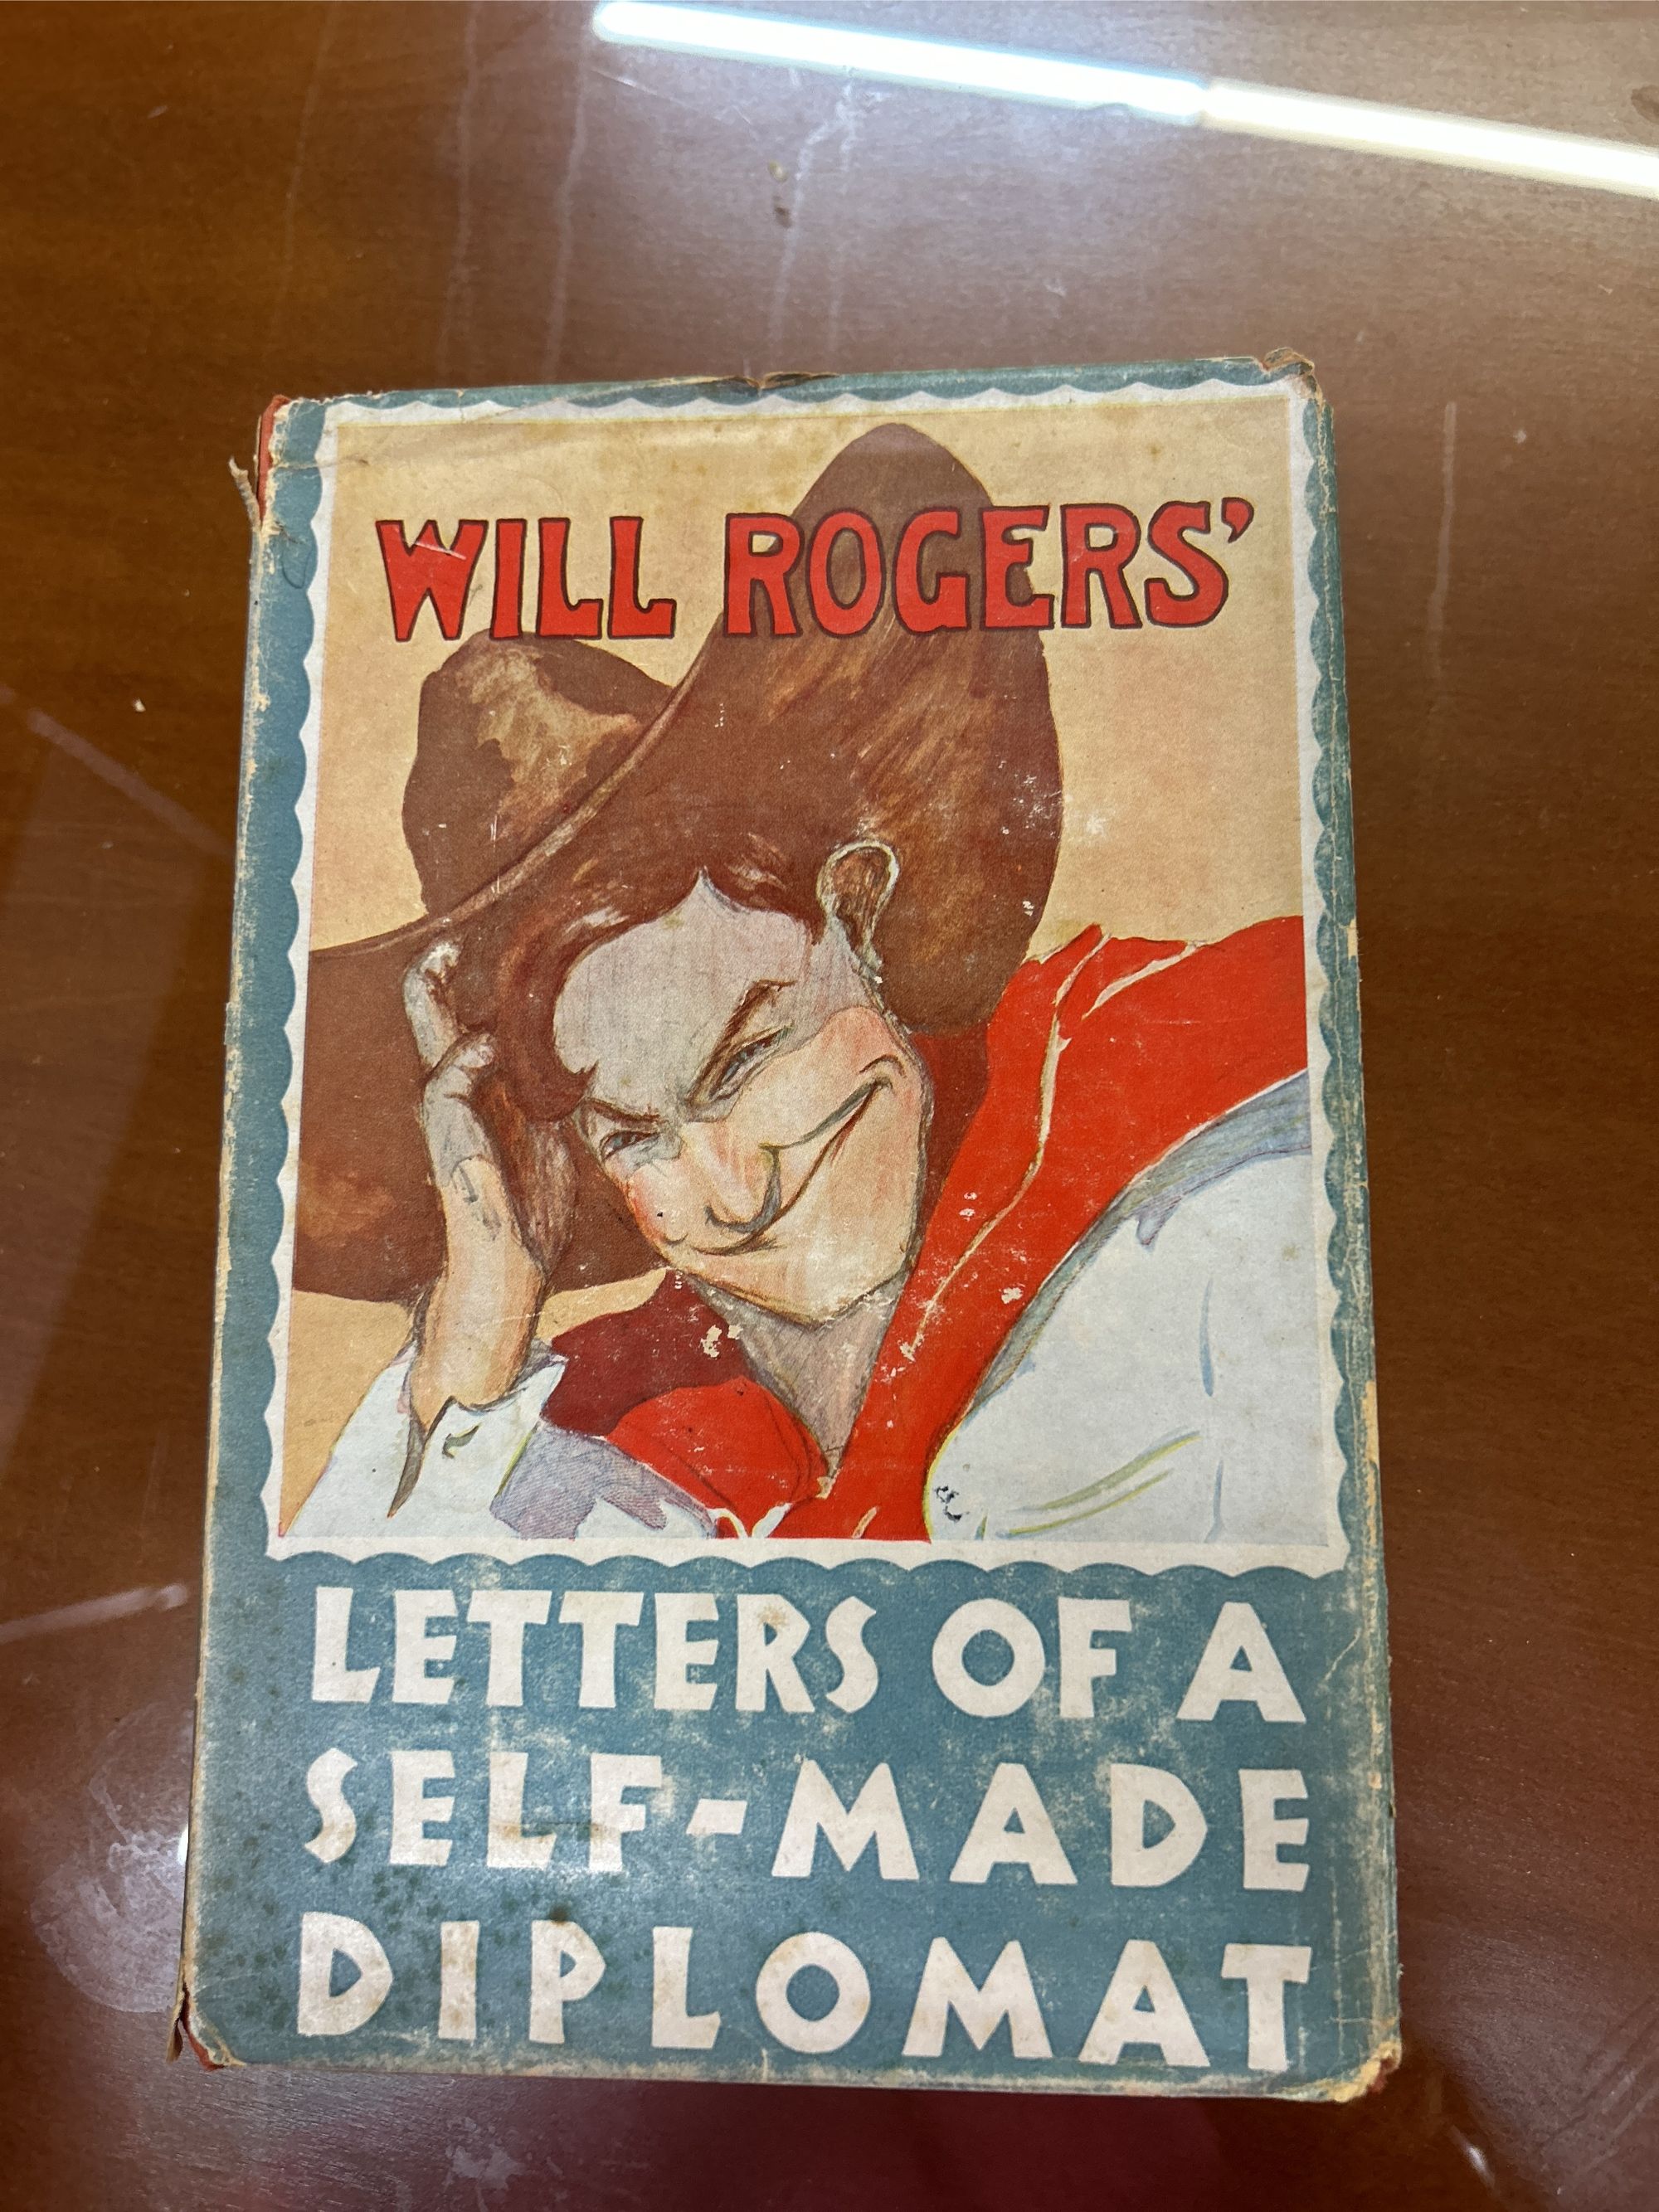 WILL ROGERS'
LETTERS OF A
SELF-MADE
DIPLOMAT